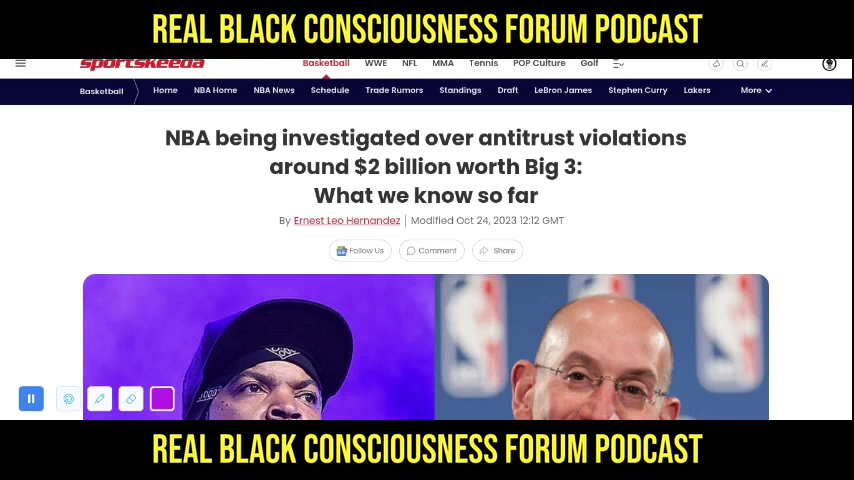 REAL BLACK CONSCIOUSNESS FORUM PODCAST
sportskeeda
Basketball WWE NFL MMA Tennis POP Culture Golf
Basketball Home NBA Home NBA News Schedule Trade Rumors Standings Draft LeBron James Stephen Curry Lakers More
NBA being investigated over antitrust violations
around $2 billion worth Big 3:
What we know so far
By Ernest Leo Hernandez | Modified Oct 24, 2023 12:12 GMT
Follow Us Comment Share
REAL BLACK CONSCIOUSNESS FORUM PODCAST